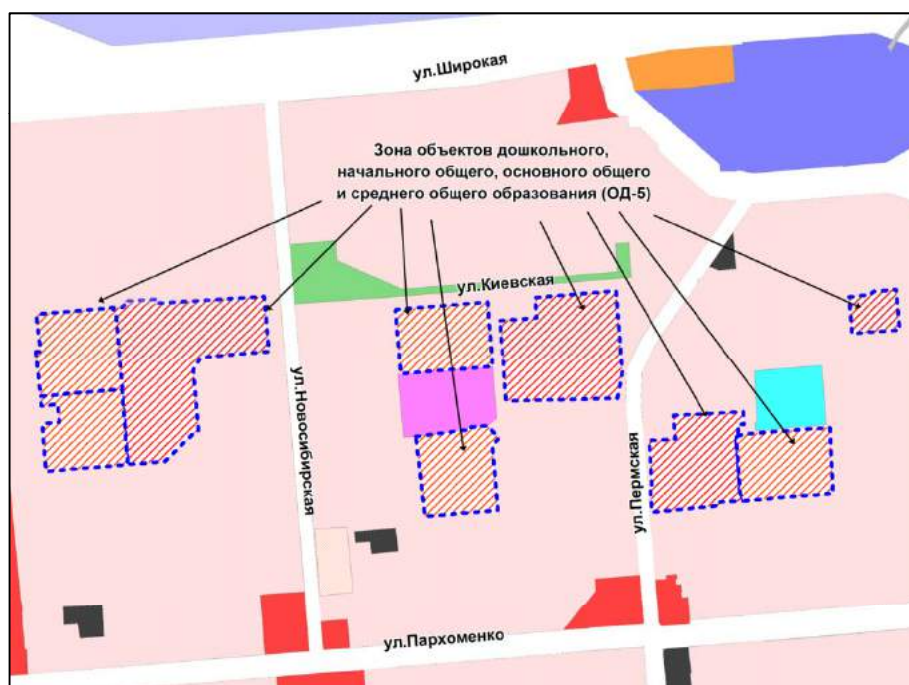 ул.Широкая
Зона объектов дошкольного,
начального общего, основного общего
и среднего общего образования (ОД-5)
ул.Киевская
ул.Новосибирская
ул.Пермская
ул.Пархоменко